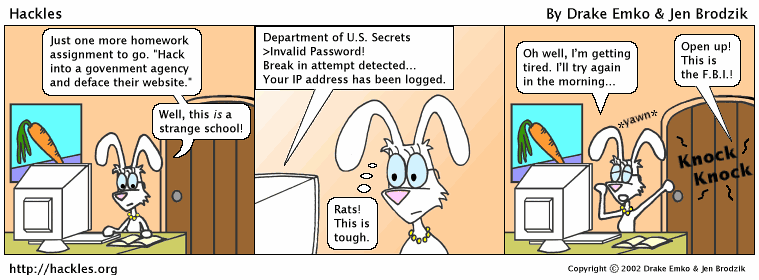 Hackles
By Drake Emko & Jen Brodzik
Just one more homework
assignment to go. "Hack
into a govenment agency
and deface their website."
Well, this is a
strange school!
Department of U.S. Secrets
>Invalid Password!
Break in attempt detected...
Your IP address has been logged.
Rats!
This is
tough.
Oh well, I'm getting
tired. I'll try again
in the morning...
*yawn*
Open up!
This is
the F.B.I.!
Knock
Knock
http://hackles.org
Copyright © 2002 Drake Emko & Jen Brodzik